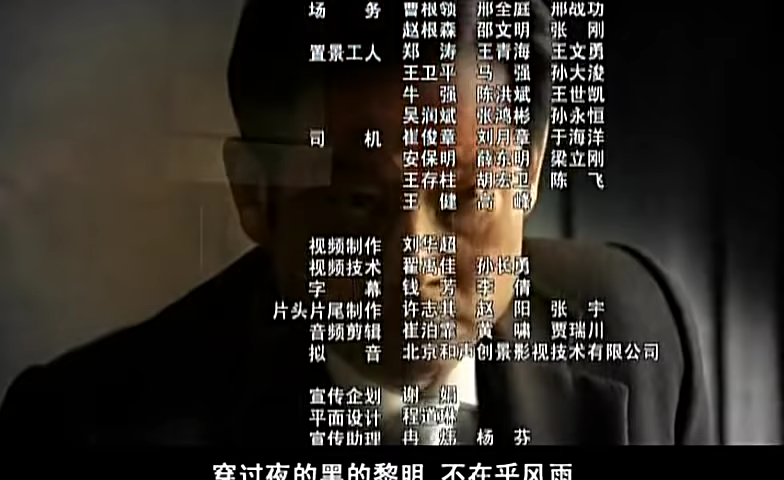 场 务 曹根领 邢全庭 邢战功
赵根森 邵文明 张 刚
置景工人 郑 涛 王青海 王文勇
王卫平 马 强 孙大浚
牛 强 陈洪斌 王世凯
吴润斌 张鸿彬 孙永恒
司 机 崔俊章 刘月章 于海洋
安保明 薛东明 梁立刚
王存柱 胡宏卫 陈 飞
王 健 高 峰
视频制作 刘华超
视频技术 翟禹佳 孙长勇
字 幕 钱 芳 李 倩
片头片尾制作 许志兵 赵 阳 张 宇
音频剪辑 黄 啸 贾瑞川
拟 音 北京和声创景影视技术有限公司
宣传企划 谢 娟
平面设计
宣传助理 冉 炜 杨 芬
穿过夜的黑的黎明 不在乎风雨